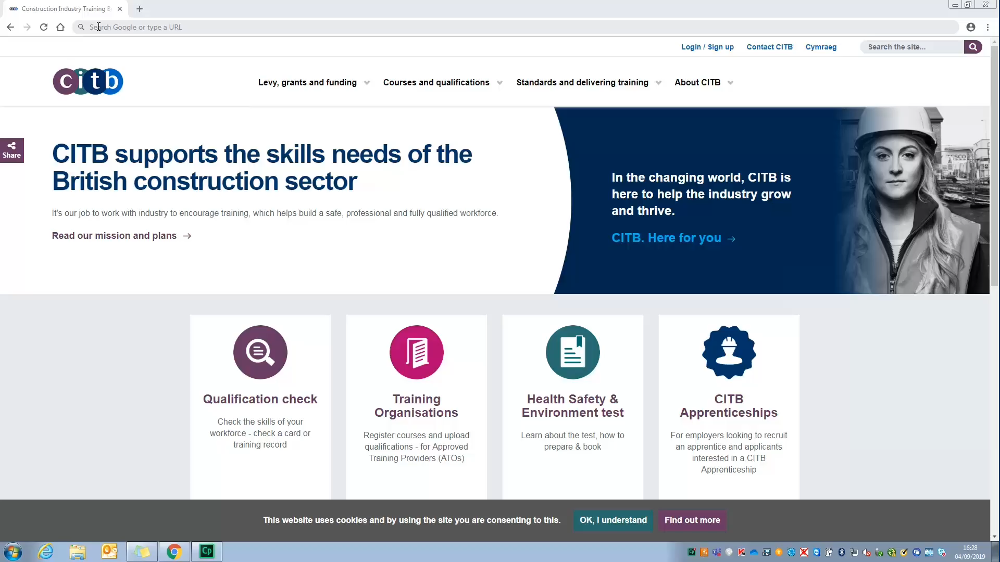 Construction Industry Training B
Search Google or type a URL
Login / Sign up
Contact CITB
Cymraeg
Search the site...
citb
Levy, grants and funding
Courses and qualifications
Standards and delivering training
About CITB
Share
CITB supports the skills needs of the
British construction sector
It's our job to work with industry to encourage training, which helps build a safe, professional and fully qualified workforce.
Read our mission and plans →
In the changing world, CITB is
here to help the industry grow
and thrive.
CITB. Here for you →
Qualification check
Check the skills of your
workforce - check a card or
training record
Training
Organisations
Register courses and upload
qualifications - for Approved
Training Providers (ATOs)
Health Safety &
Environment test
Learn about the test, how to
prepare & book
CITB
Apprenticeships
For employers looking to recruit
an apprentice and applicants
interested in a CITB
Apprenticeship
This website uses cookies and by using the site you are consenting to this.
OK, I understand
Find out more
Cp
16:28
04/09/2019